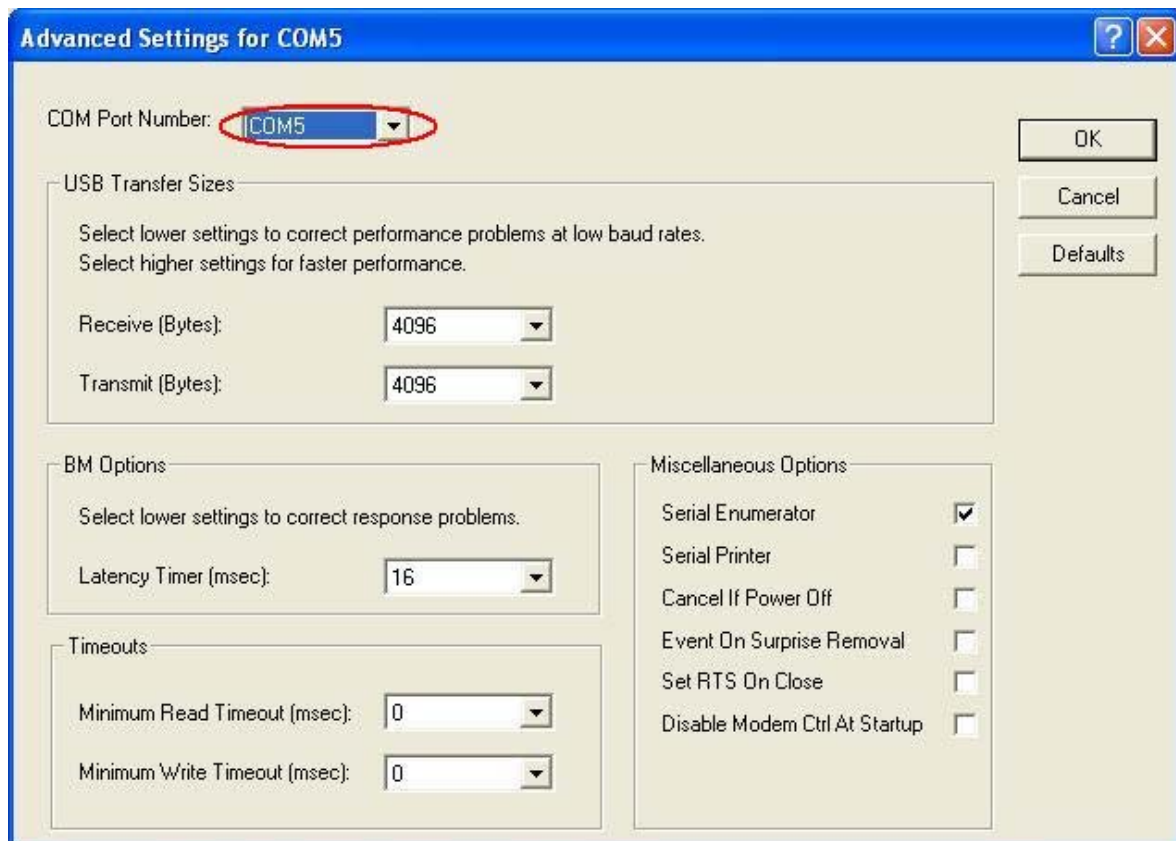 Advanced Settings for COM5
COM Port Number: COM5
OK
Cancel
Defaults
USB Transfer Sizes
Select lower settings to correct performance problems at low baud rates.
Select higher settings for faster performance.
Receive (Bytes): 4096
Transmit (Bytes): 4096
BM Options
Select lower settings to correct response problems.
Latency Timer (msec): 16
Timeouts
Minimum Read Timeout (msec): 0
Minimum Write Timeout (msec): 0
Miscellaneous Options
Serial Enumerator
Serial Printer
Cancel If Power Off
Event On Surprise Removal
Set RTS On Close
Disable Modem Ctrl At Startup